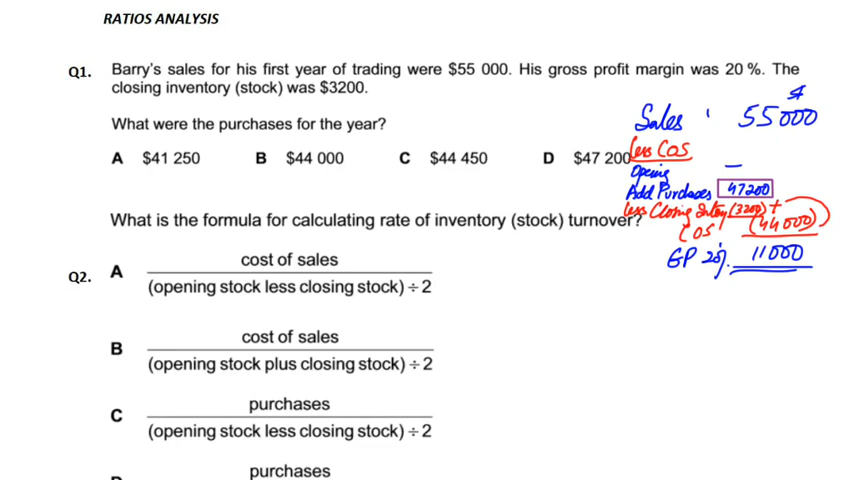 RATIOS ANALYSIS
Q1. Barry's sales for his first year of trading were $55 000. His gross profit margin was 20 %. The
closing inventory (stock) was $3200.
What were the purchases for the year?
A $41 250 B $44 000 C $44 450 D $47 200
$
Sales 55000
less COS
Opening –
Add Purchases 47200
less Closing Intory (3200) +
COS (44000)
GP 20%. 11000
What is the formula for calculating rate of inventory (stock) turnover?
Q2. A cost of sales
(opening stock less closing stock) ÷ 2
B cost of sales
(opening stock plus closing stock) ÷ 2
C purchases
(opening stock less closing stock) ÷ 2
purchases